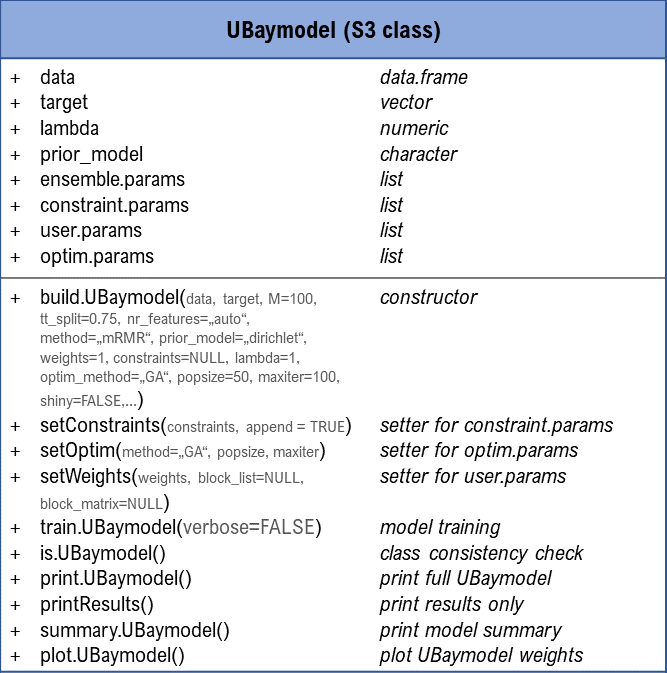 UBaymodel (S3 class)
+ data data.frame
+ target vector
+ lambda numeric
+ prior_model character
+ ensemble.params list
+ constraint.params list
+ user.params list
+ optim.params list
+ build.UBaymodel(data, target, M=100, constructor
tt_split=0.75, nr_features=„auto“,
method=„mRMR“, prior_model=„dirichlet“,
weights=1, constraints=NULL, lambda=1,
optim_method=„GA“, popsize=50, maxiter=100,
shiny=FALSE,...)
+ setConstraints(constraints, append = TRUE) setter for constraint.params
+ setOptim(method=„GA“, popsize, maxiter) setter for optim.params
+ setWeights(weights, block_list=NULL, setter for user.params
block_matrix=NULL)
+ train.UBaymodel(verbose=FALSE) model training
+ is.UBaymodel() class consistency check
+ print.UBaymodel() print full UBaymodel
+ printResults() print results only
+ summary.UBaymodel() print model summary
+ plot.UBaymodel() plot UBaymodel weights